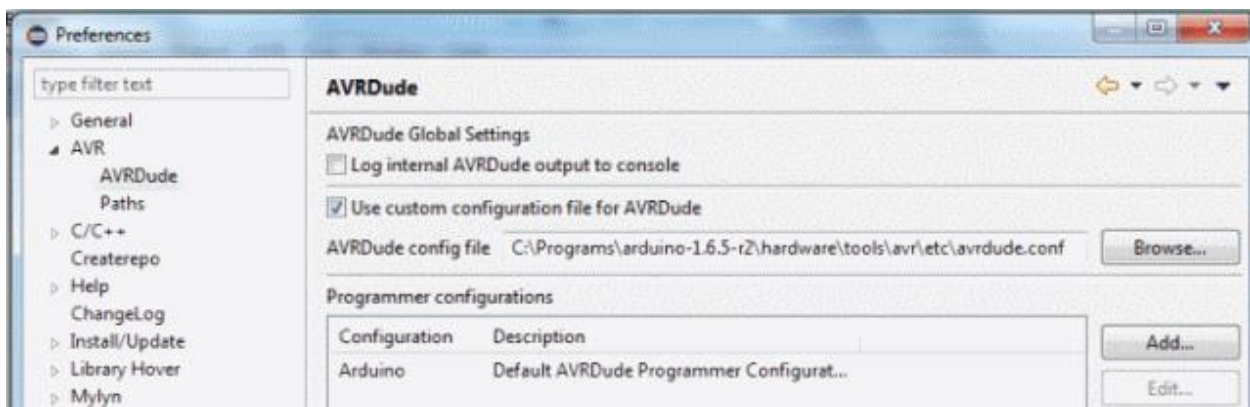 Preferences
type filter text
General
AVR
AVRDude
Paths
C/C++
Createrepo
Help
ChangeLog
Install/Update
Library Hover
Mylyn
AVRDude
AVRDude Global Settings
Log internal AVRDude output to console
Use custom configuration file for AVRDude
AVRDude config file C:\Programs\arduino-1.6.5-r2\hardware\tools\avr\etc\avrdude.conf Browse...
Programmer configurations
Configuration Description
Arduino Default AVRDude Programmer Configurat...
Add...
Edit...